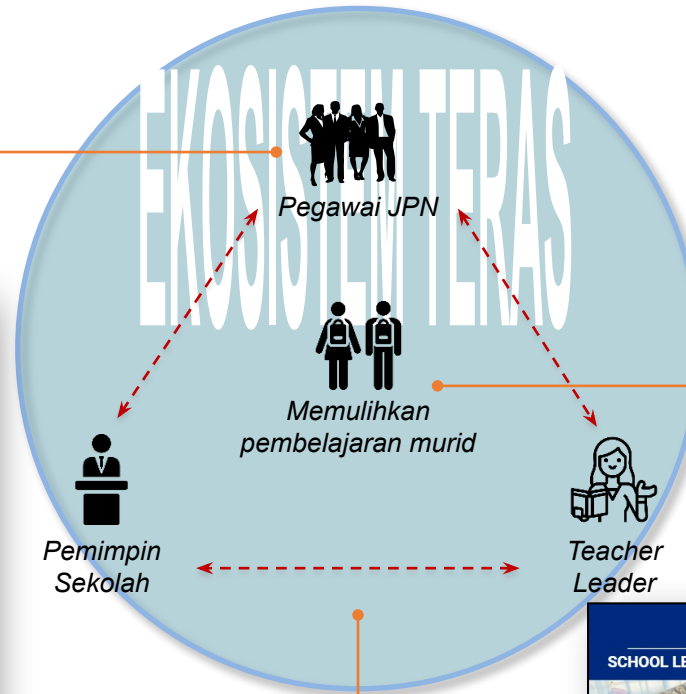 EKOSISTEM TERAS
Pegawai JPN
Memulihkan
pembelajaran murid
Pemimpin
Sekolah
Teacher
Leader
SCHOOL LE